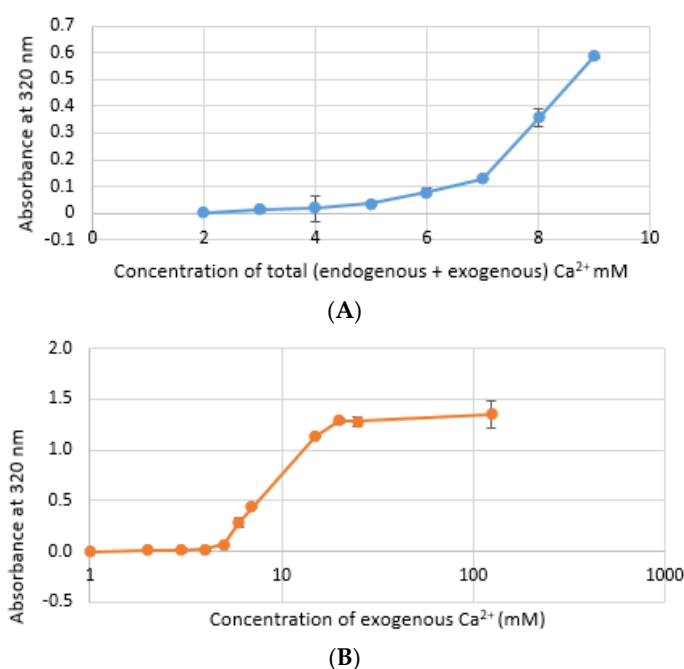 0.7
0.6
0.5
0.4
0.3
0.2
0.1
0
-0.1
0 2 4 6 8 10
Absorbance at 320 nm
Concentration of total (endogenous + exogenous) Ca²⁺ mM
(A)
2.0
1.5
1.0
0.5
0.0
-0.5
1 10 100 1000
Absorbance at 320 nm
Concentration of exogenous Ca²⁺ (mM)
(B)